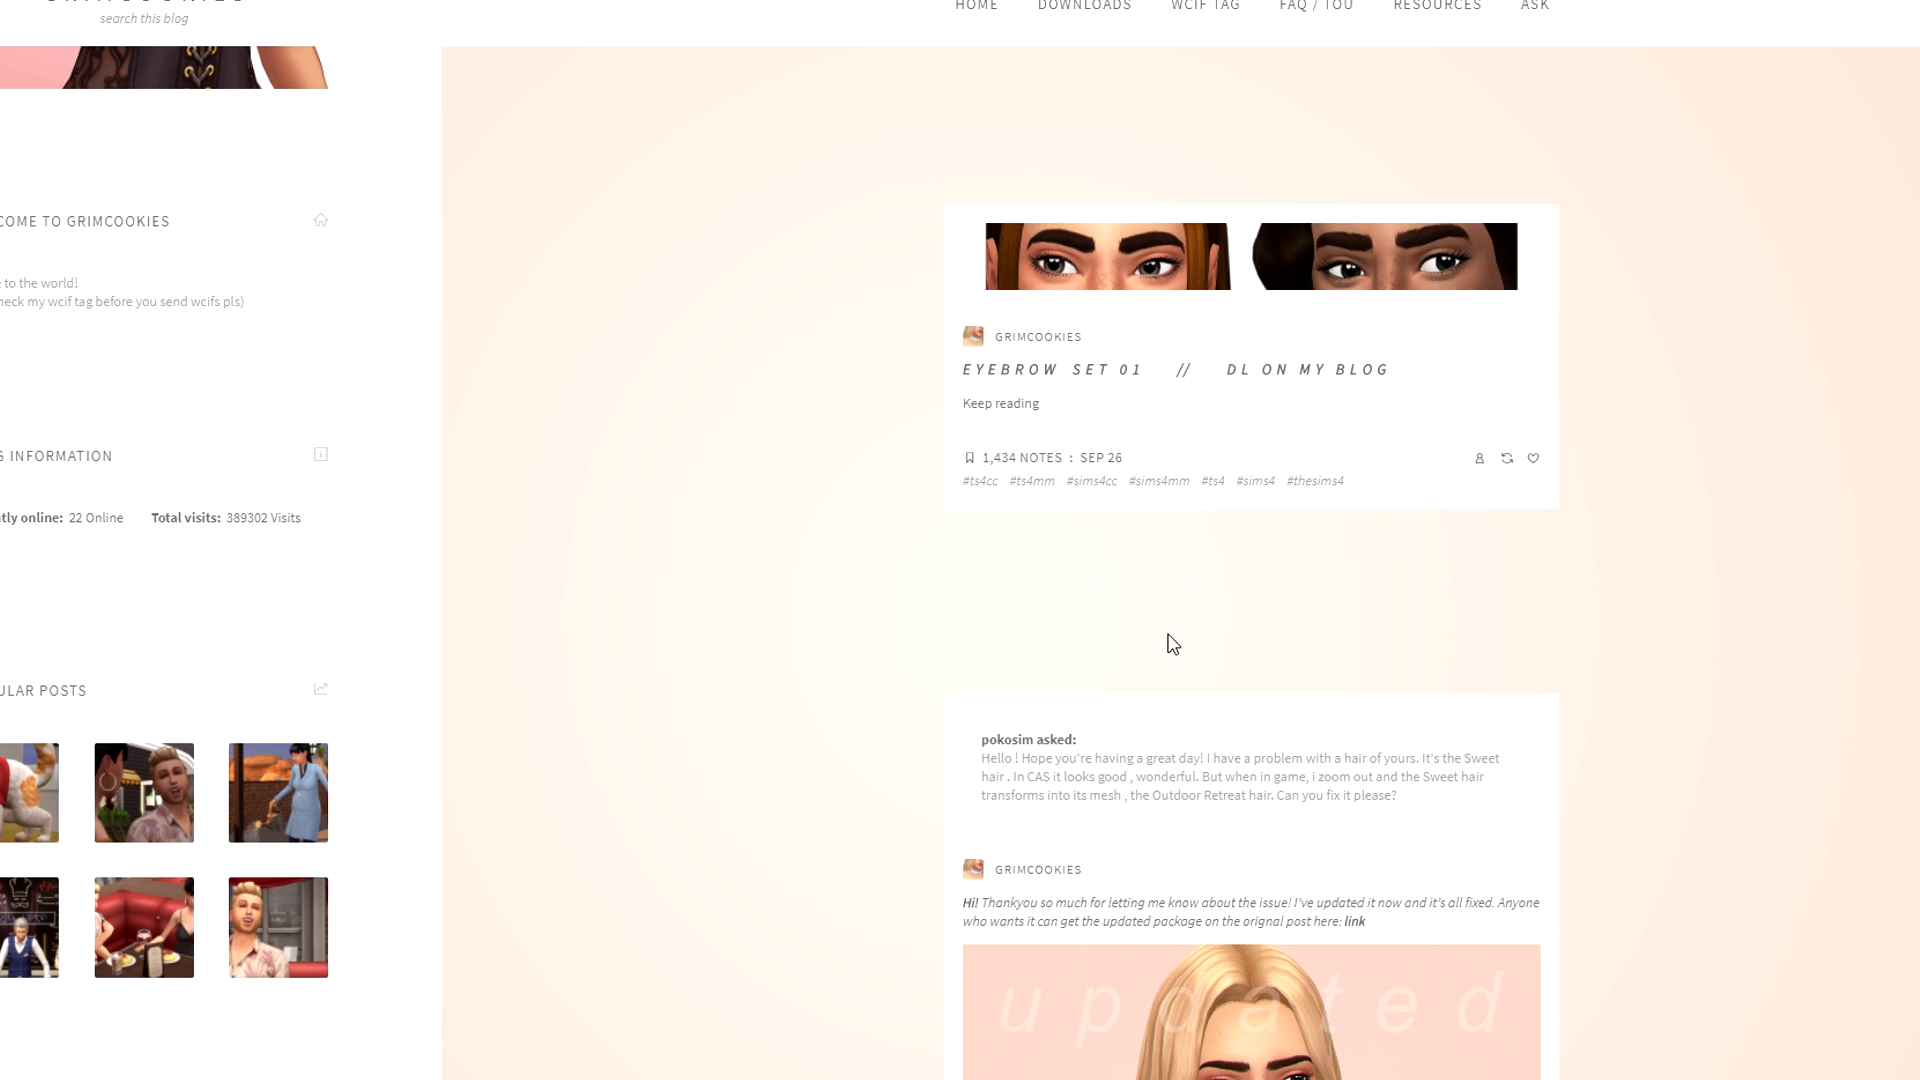 search this blog
HOME DOWNLOADS WCIF TAG FAQ / TOU RESOURCES ASK
COME TO GRIMCOOKIES
to the world!
heck my wcif tag before you send wcifs pls)
INFORMATION
tly online: 22 Online Total visits: 389302 Visits
ULAR POSTS
GRIMCOOKIES
EYEBROW SET 01 // DL ON MY BLOG
Keep reading
1,434 NOTES : SEP 26
#ts4cc #ts4mm #sims4cc #sims4mm #ts4 #sims4 #thesims4
pokosim asked:
Hello ! Hope you're having a great day! I have a problem with a hair of yours. It's the Sweet
hair . In CAS it looks good , wonderful. But when in game, i zoom out and the Sweet hair
transforms into its mesh , the Outdoor Retreat hair. Can you fix it please?
GRIMCOOKIES
Hi! Thankyou so much for letting me know about the issue! I've updated it now and it's all fixed. Anyone
who wants it can get the updated package on the orignal post here: link
updated